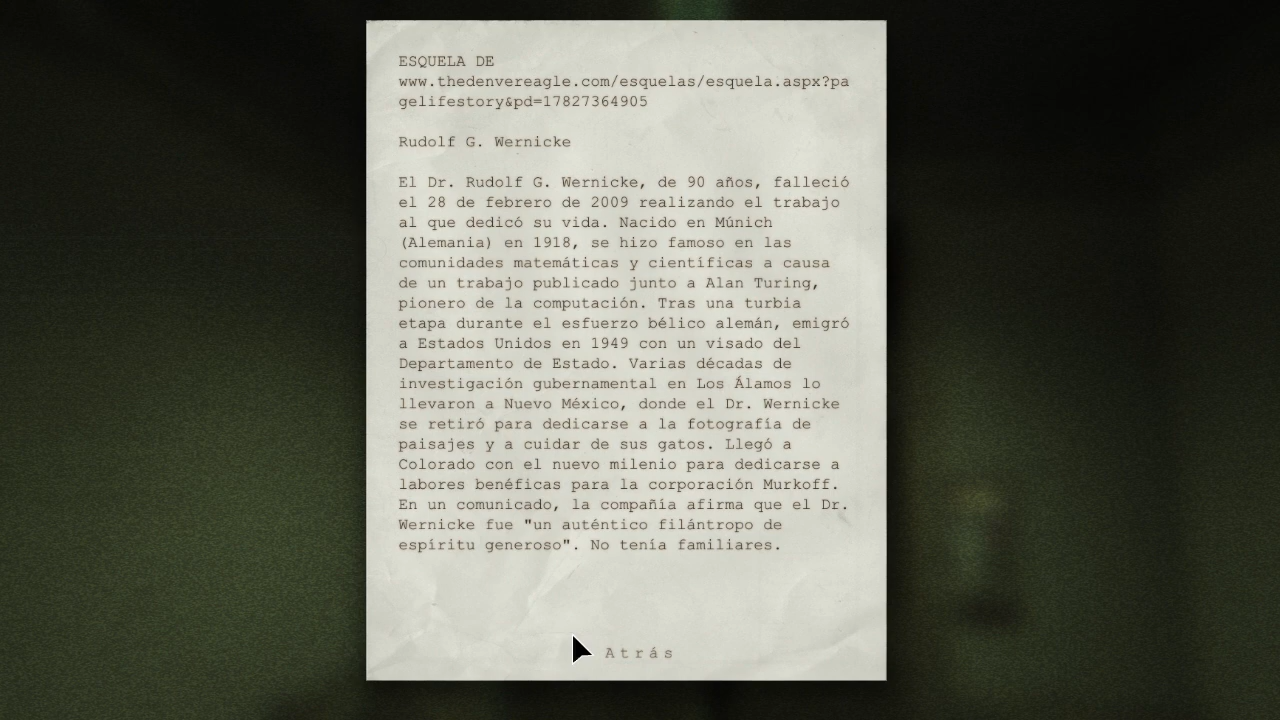 ESQUELA DE
www.thedenvereagle.com/esquelas/esquela.aspx?pa
gelifestory&pd=17827364905
Rudolf G. Wernicke
El Dr. Rudolf G. Wernicke, de 90 años, falleció
el 28 de febrero de 2009 realizando el trabajo
al que dedicó su vida. Nacido en Múnich
(Alemania) en 1918, se hizo famoso en las
comunidades matemáticas y científicas a causa
de un trabajo publicado junto a Alan Turing,
pionero de la computación. Tras una turbia
etapa durante el esfuerzo bélico alemán, emigró
a Estados Unidos en 1949 con un visado del
Departamento de Estado. Varias décadas de
investigación gubernamental en Los Álamos lo
llevaron a Nuevo México, donde el Dr. Wernicke
se retiró para dedicarse a la fotografía de
paisajes y a cuidar de sus gatos. Llegó a
Colorado con el nuevo milenio para dedicarse a
labores benéficas para la corporación Murkoff.
En un comunicado, la compañía afirma que el Dr.
Wernicke fue "un auténtico filántropo de
espíritu generoso". No tenía familiares.
Atrás